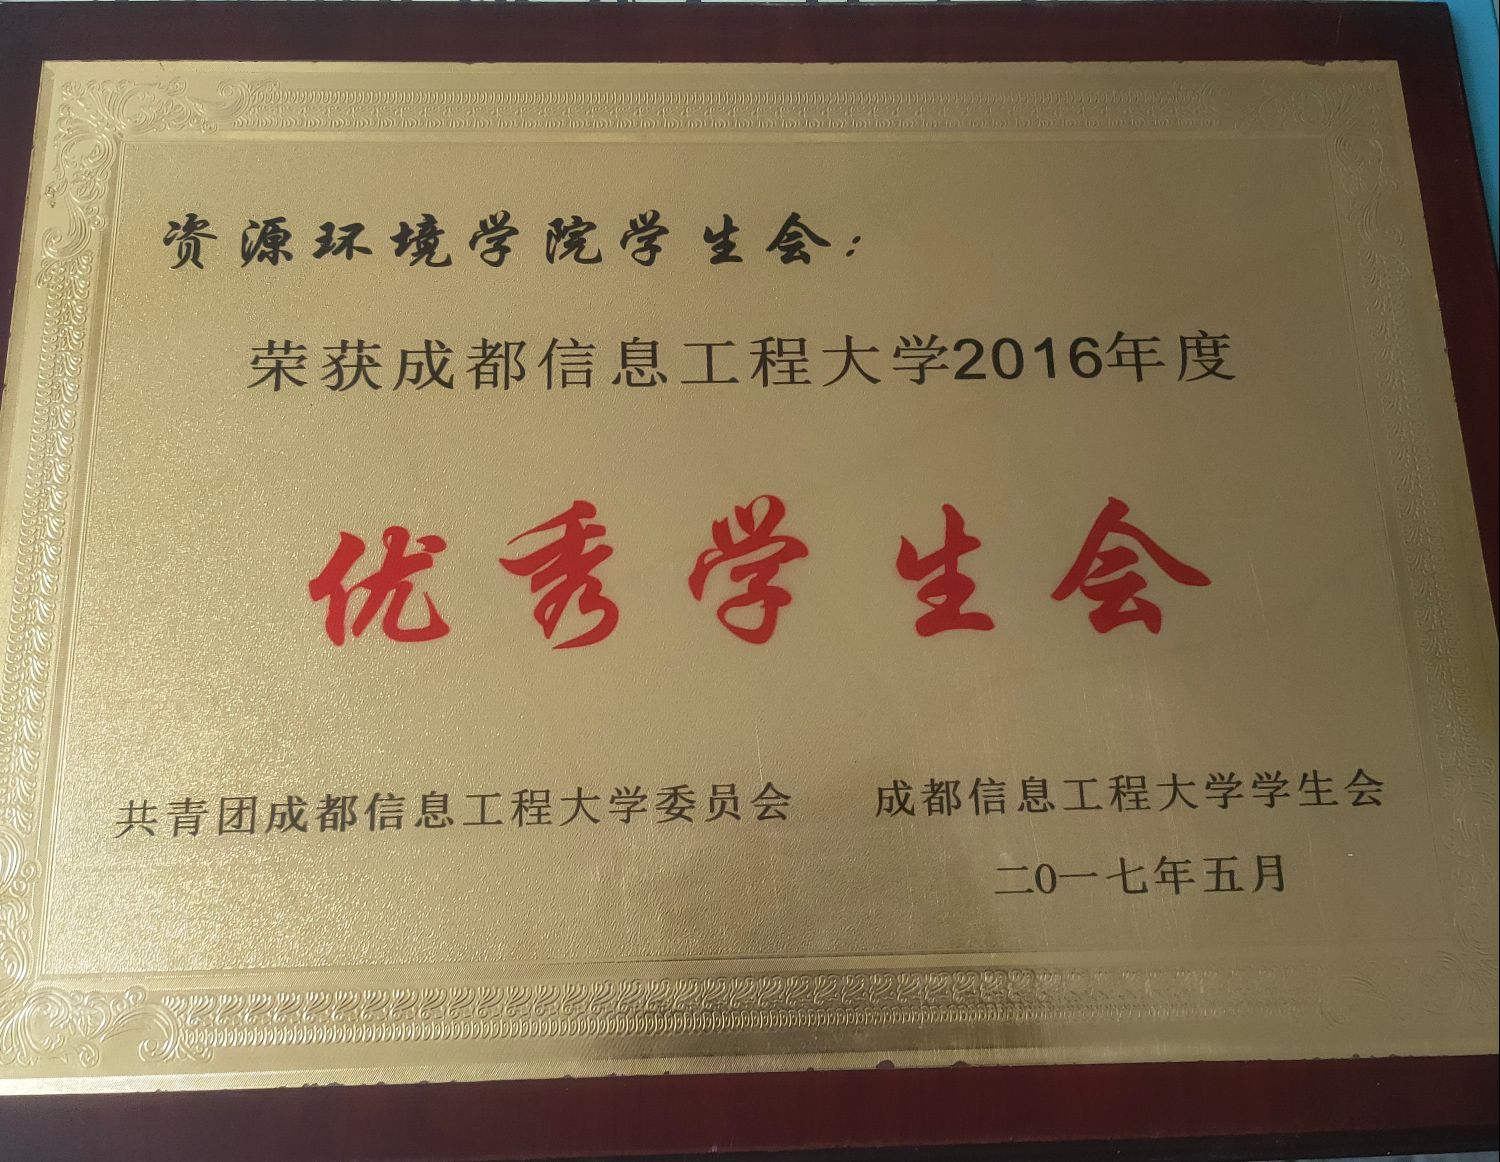 资源环境学院学生会：
荣获成都信息工程大学2016年度
优秀学生会
共青团成都信息工程大学委员会 成都信息工程大学学生会
二0一七年五月